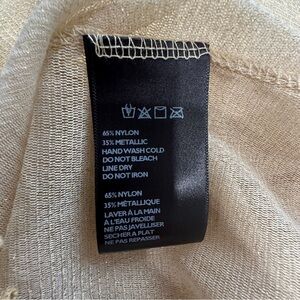 65% NYLON
35% METALLIC
HAND WASH COLD
DO NOT BLEACH
LINE DRY
DO NOT IRON
65% NYLON
35% MÉTALLIQUE
LAVER À LA MAIN
À L'EAU FROIDE
NE PAS JAVELLISER
SECHER A PLAT
NE PAS REPASSER